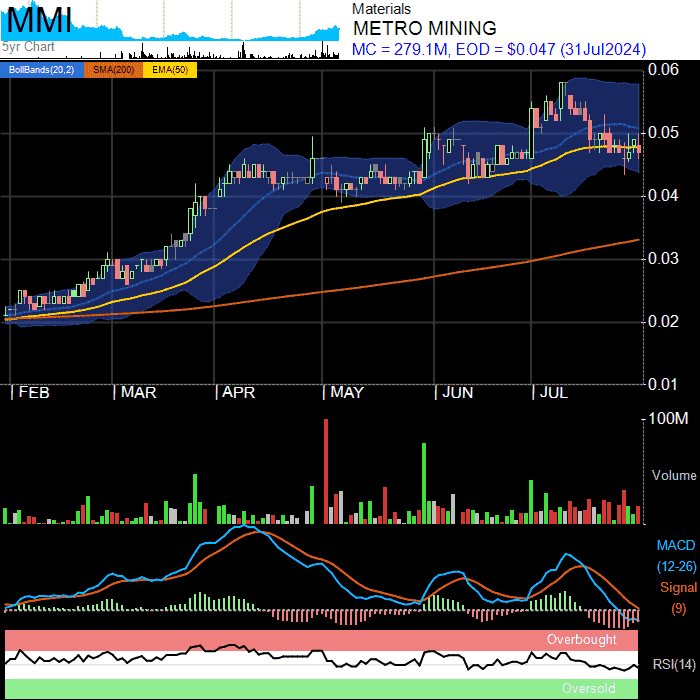 MMI
5yr Chart
Materials
METRO MINING
MC = 279.1M, EOD = $0.047 (31Jul2024)
BollBands(20,2) SMA(200) EMA(50)
0.06
0.05
0.04
0.03
0.02
0.01
FEB MAR APR MAY JUN JUL
100M
Volume
MACD
(12-26)
Signal
(9)
Overbought
RSI(14)
Oversold